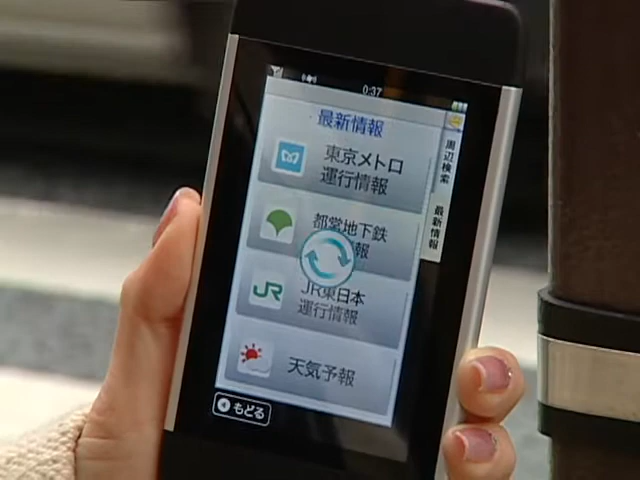 0:37
最新情報
東京メトロ
運行情報
都営地下鉄
報
JR
JR東日本
運行情報
天気予報
もどる
周辺検索
最新情報